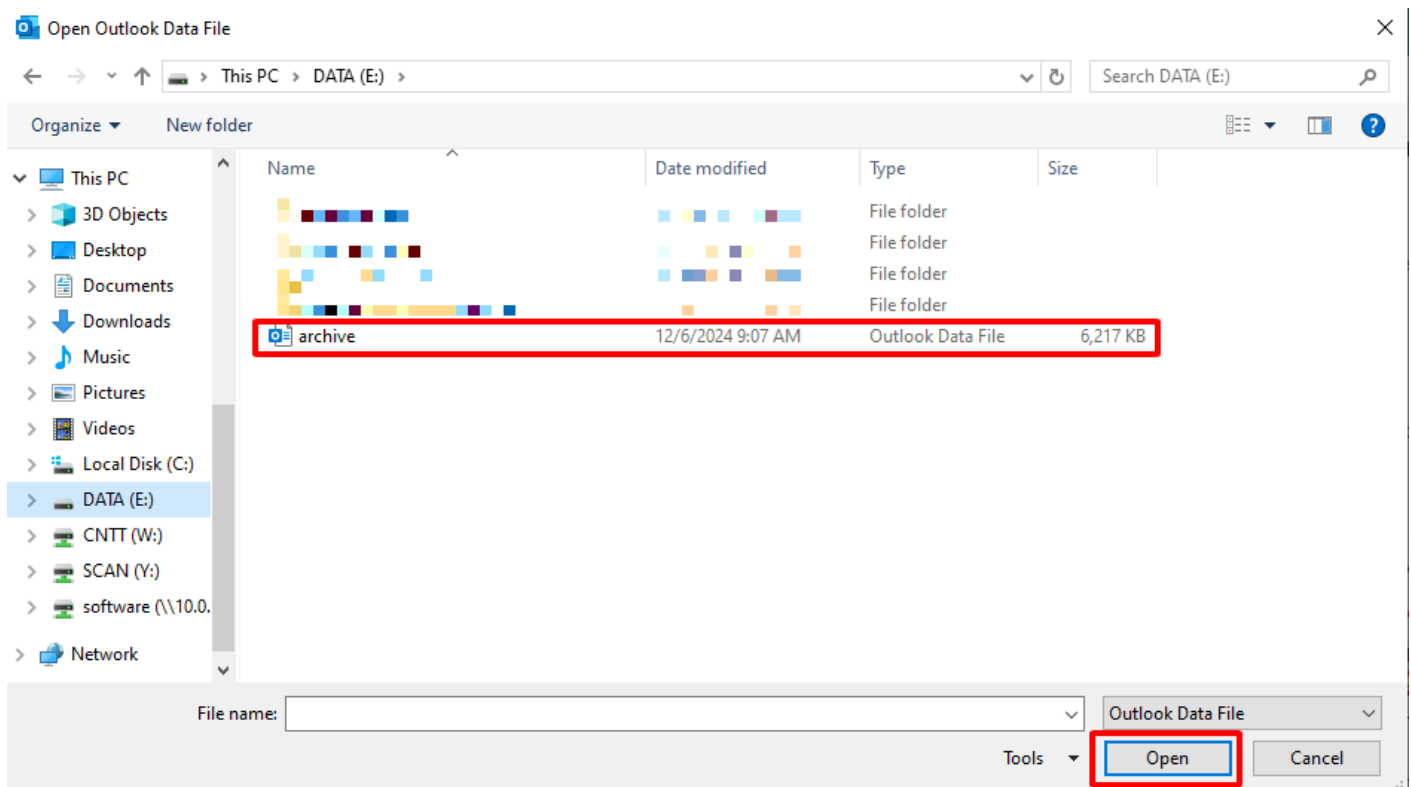 Open Outlook Data File
This PC > DATA (E:) >
Search DATA (E:)
Organize
New folder
Name
Date modified
Type
Size
This PC
3D Objects
Desktop
Documents
Downloads
Music
Pictures
Videos
Local Disk (C:)
DATA (E:)
CNTT (W:)
SCAN (Y:)
software (\\10.0.
Network
File folder
File folder
File folder
File folder
archive 12/6/2024 9:07 AM Outlook Data File 6,217 KB
File name:
Outlook Data File
Tools
Open
Cancel